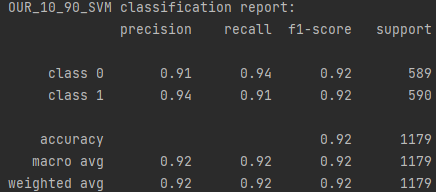 OUR_10_90_SVM classification report:
precision recall f1-score support
class 0 0.91 0.94 0.92 589
class 1 0.94 0.91 0.92 590
accuracy 0.92 1179
macro avg 0.92 0.92 0.92 1179
weighted avg 0.92 0.92 0.92 1179